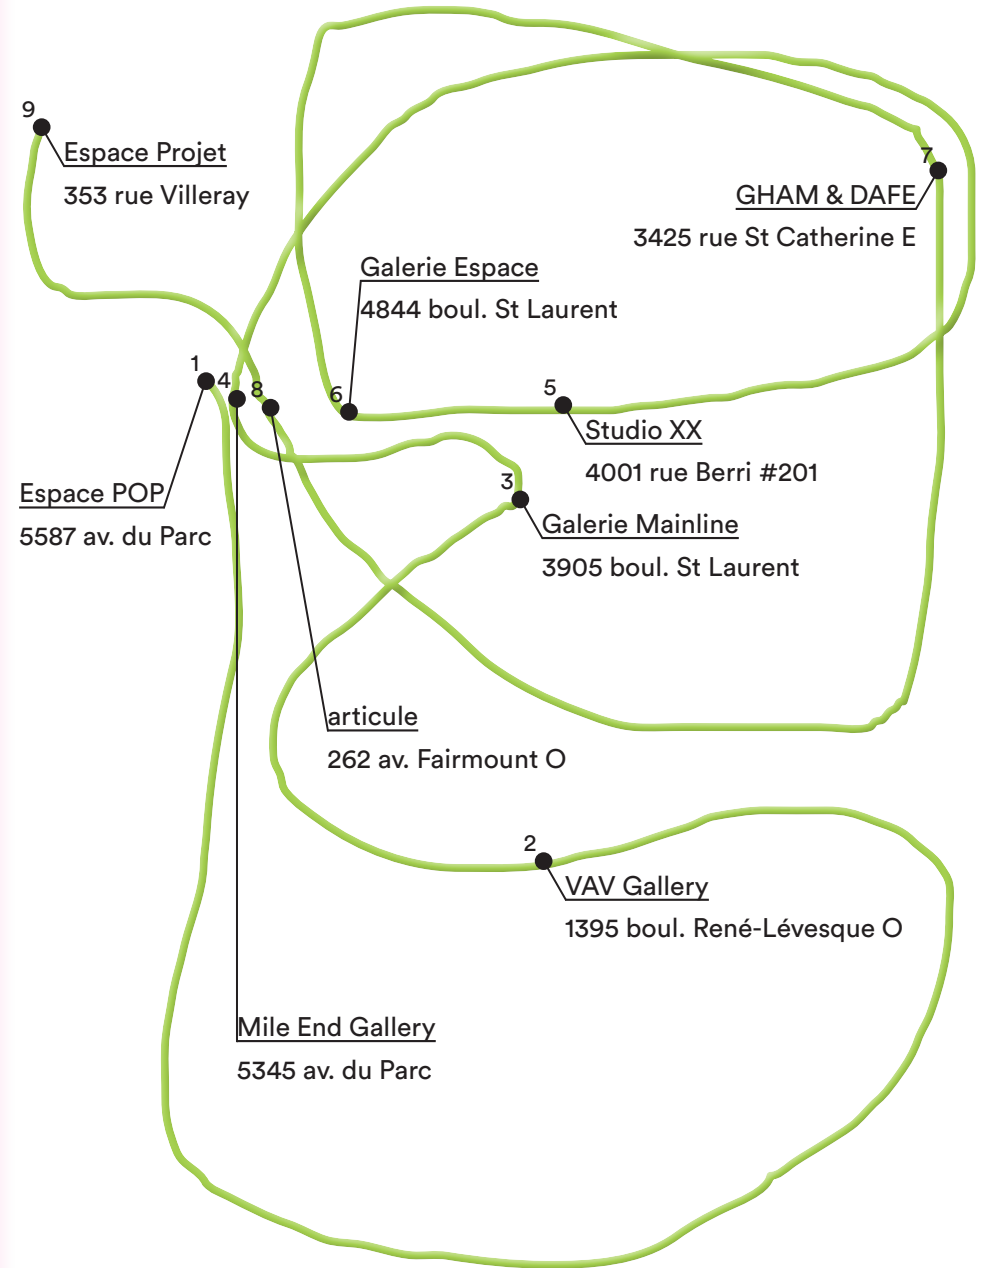 9
Espace Projet
353 rue Villeray
7
GHAM & DAFE
3425 rue St Catherine E
Galerie Espace
4844 boul. St Laurent
1
4
8
6
5
Studio XX
4001 rue Berri #201
Espace POP
5587 av. du Parc
3
Galerie Mainline
3905 boul. St Laurent
articule
262 av. Fairmount O
2
VAV Gallery
1395 boul. René-Lévesque O
Mile End Gallery
5345 av. du Parc